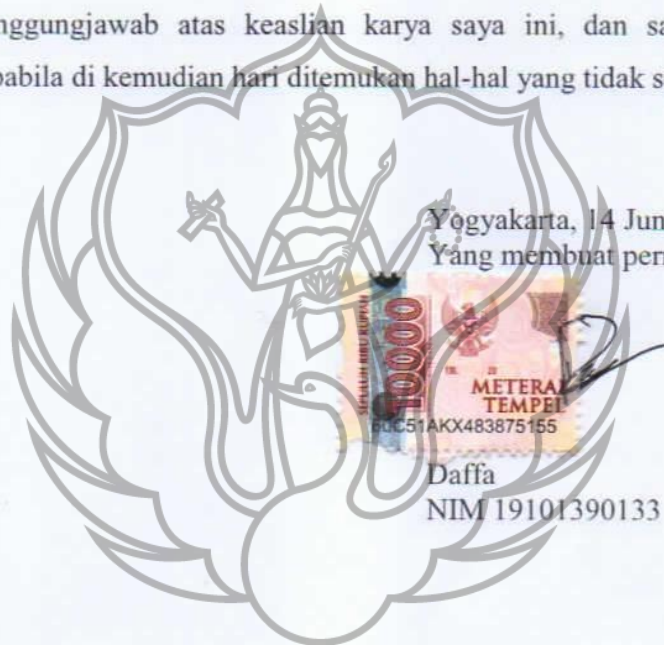 nggungjawab atas keaslian karya saya ini, dan sa
pabila di kemudian hari ditemukan hal-hal yang tidak s
Yogyakarta, 14 Jun
Yang membuat per
SEPULUH RIBU RUPIAH
10000
METERAI
TEMPEL
51AKX483875155
Daffa
NIM 19101390133